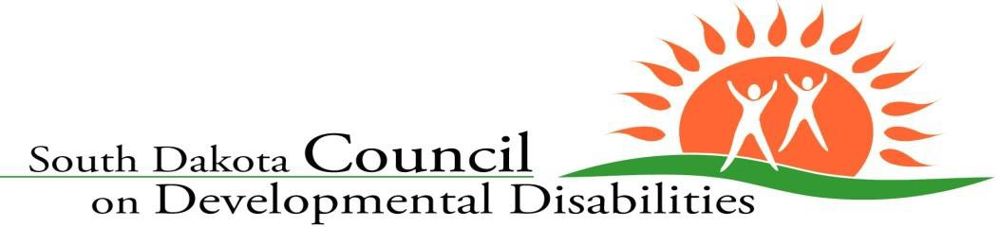 South Dakota Council
on Developmental Disabilities